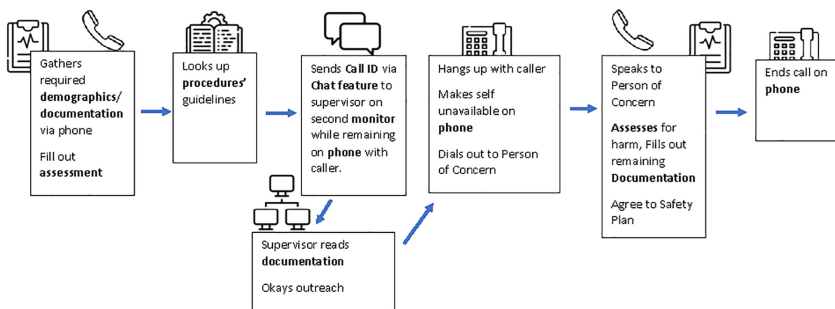 Gathers
required
demographics/
documentation
via phone
Fill out
assessment
Looks up
procedures'
guidelines
Sends Call ID via
Chat feature to
supervisor on
second monitor
while remaining
on phone with
caller.
Supervisor reads
documentation
Okays outreach
Hangs up with caller
Makes self
unavailable on
phone
Dials out to Person
of Concern
Speaks to
Person of
Concern
Assesses for
harm, Fills out
remaining
Documentation
Agree to Safety
Plan
Ends call on
phone